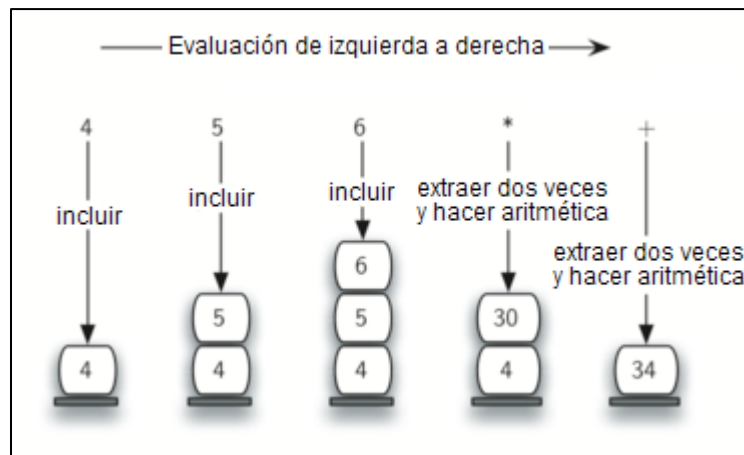 Evaluación de izquierda a derecha
4 5 6 * +
incluir
incluir
incluir
extraer dos veces
y hacer aritmética
extraer dos veces
y hacer aritmética
6
5 5 30
4 4 4 4 34